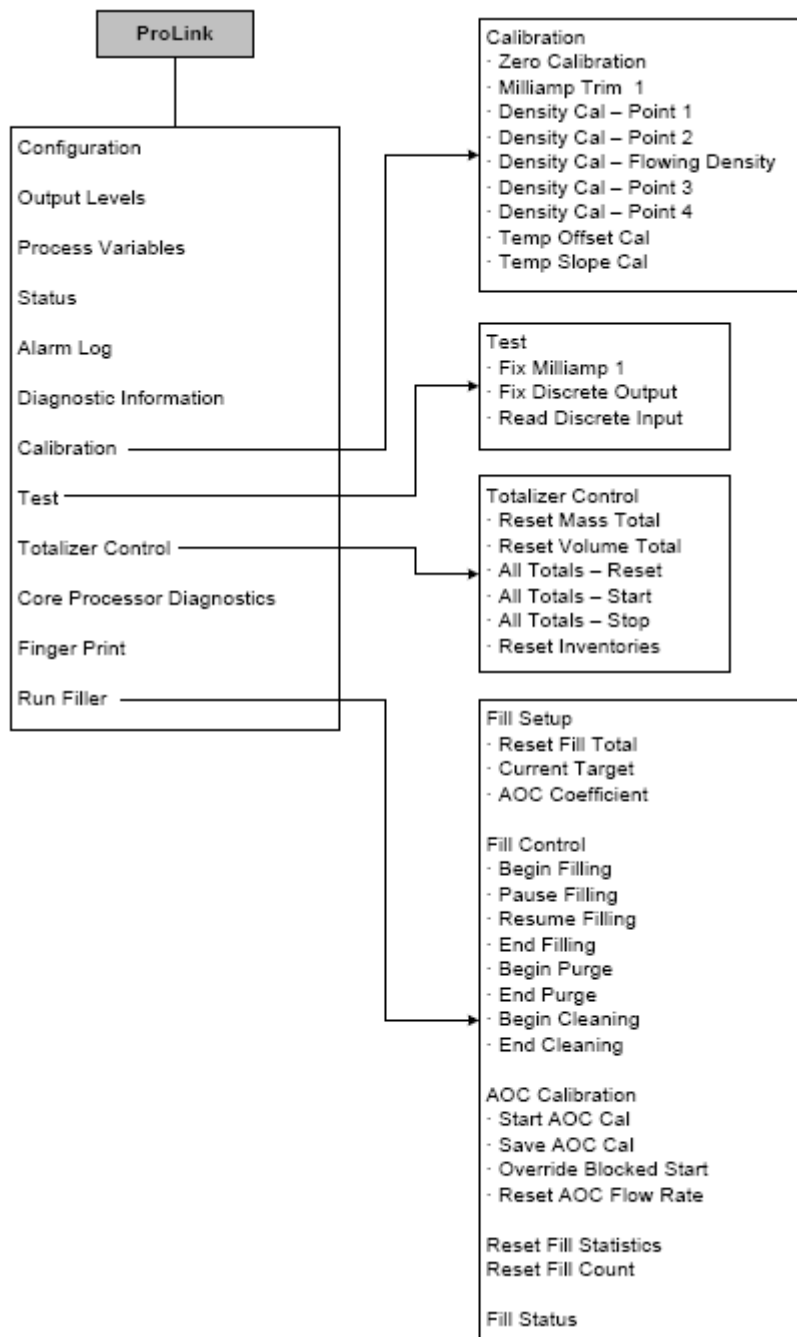 ProLink
Configuration
Output Levels
Process Variables
Status
Alarm Log
Diagnostic Information
Calibration
Test
Totalizer Control
Core Processor Diagnostics
Finger Print
Run Filler
Calibration
· Zero Calibration
· Milliamp Trim 1
· Density Cal – Point 1
· Density Cal – Point 2
· Density Cal – Flowing Density
· Density Cal – Point 3
· Density Cal – Point 4
· Temp Offset Cal
· Temp Slope Cal
Test
· Fix Milliamp 1
· Fix Discrete Output
· Read Discrete Input
Totalizer Control
· Reset Mass Total
· Reset Volume Total
· All Totals – Reset
· All Totals – Start
· All Totals – Stop
· Reset Inventories
Fill Setup
· Reset Fill Total
· Current Target
· AOC Coefficient
Fill Control
· Begin Filling
· Pause Filling
· Resume Filling
· End Filling
· Begin Purge
· End Purge
· Begin Cleaning
· End Cleaning
AOC Calibration
· Start AOC Cal
· Save AOC Cal
· Override Blocked Start
· Reset AOC Flow Rate
Reset Fill Statistics
Reset Fill Count
Fill Status